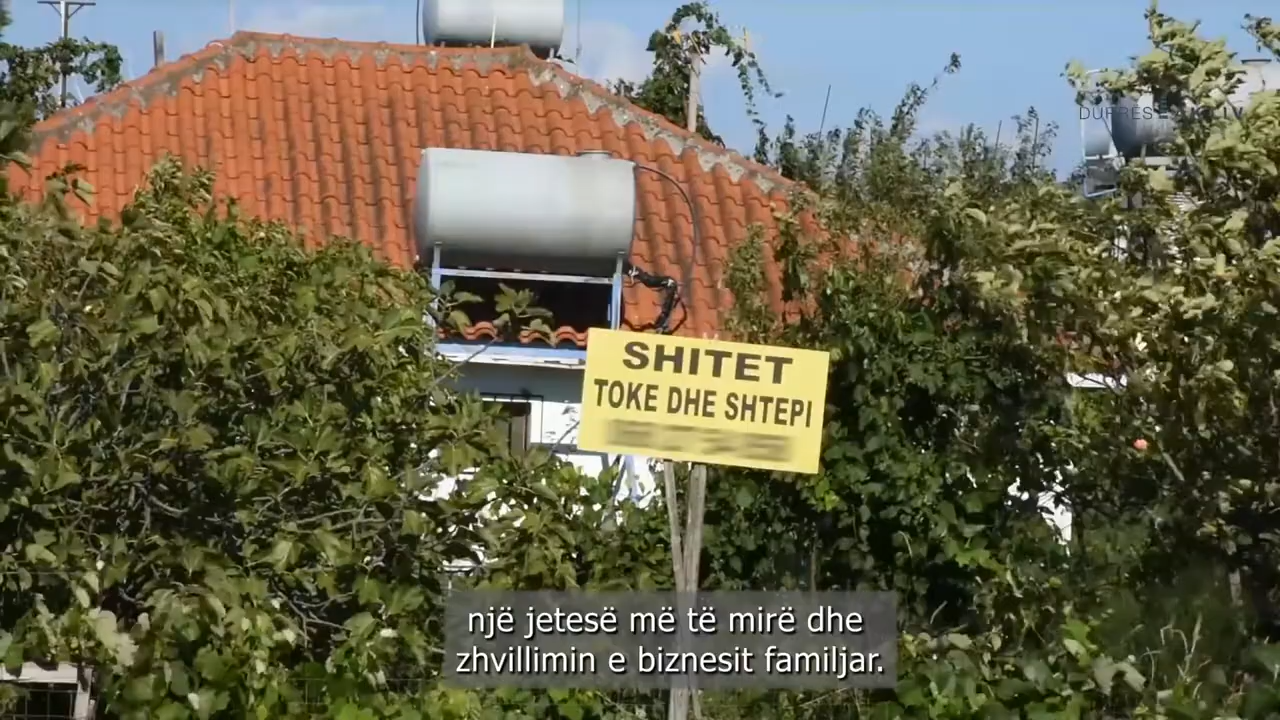 SHITET
TOKE DHE SHTEPI
një jetesë më të mirë dhe
zhvillimin e biznesit familjar.